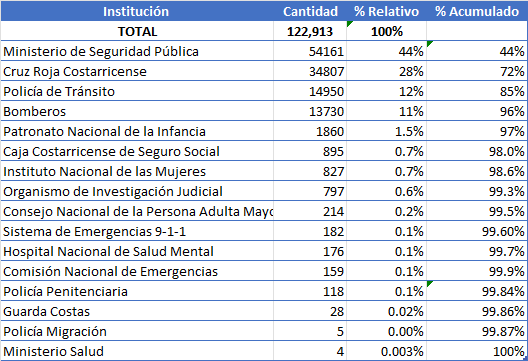 Institución Cantidad % Relativo % Acumulado
TOTAL 122,913 100%
Ministerio de Seguridad Pública 54161 44% 44%
Cruz Roja Costarricense 34807 28% 72%
Policía de Tránsito 14950 12% 85%
Bomberos 13730 11% 96%
Patronato Nacional de la Infancia 1860 1.5% 97%
Caja Costarricense de Seguro Social 895 0.7% 98.0%
Instituto Nacional de las Mujeres 827 0.7% 98.6%
Organismo de Investigación Judicial 797 0.6% 99.3%
Consejo Nacional de la Persona Adulta Mayo 214 0.2% 99.5%
Sistema de Emergencias 9-1-1 182 0.1% 99.60%
Hospital Nacional de Salud Mental 176 0.1% 99.7%
Comisión Nacional de Emergencias 159 0.1% 99.9%
Policía Penitenciaria 118 0.1% 99.84%
Guarda Costas 28 0.02% 99.86%
Policía Migración 5 0.00% 99.87%
Ministerio Salud 4 0.003% 100%